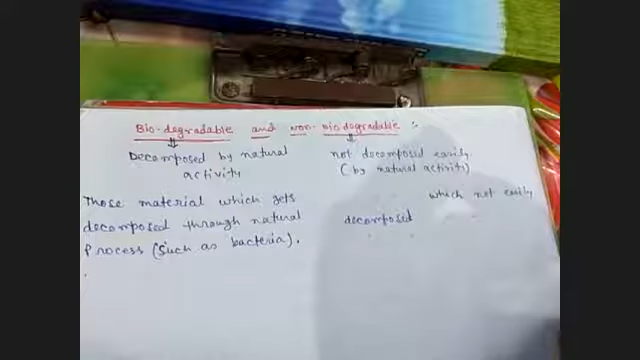 Bio-degradable and non-biodegradable :
Decomposed by natural activity
not decomposed easily (by natural activity)
Those material which gets
decomposed through natural
Process (Such as bacteria).
which not easily
decomposed